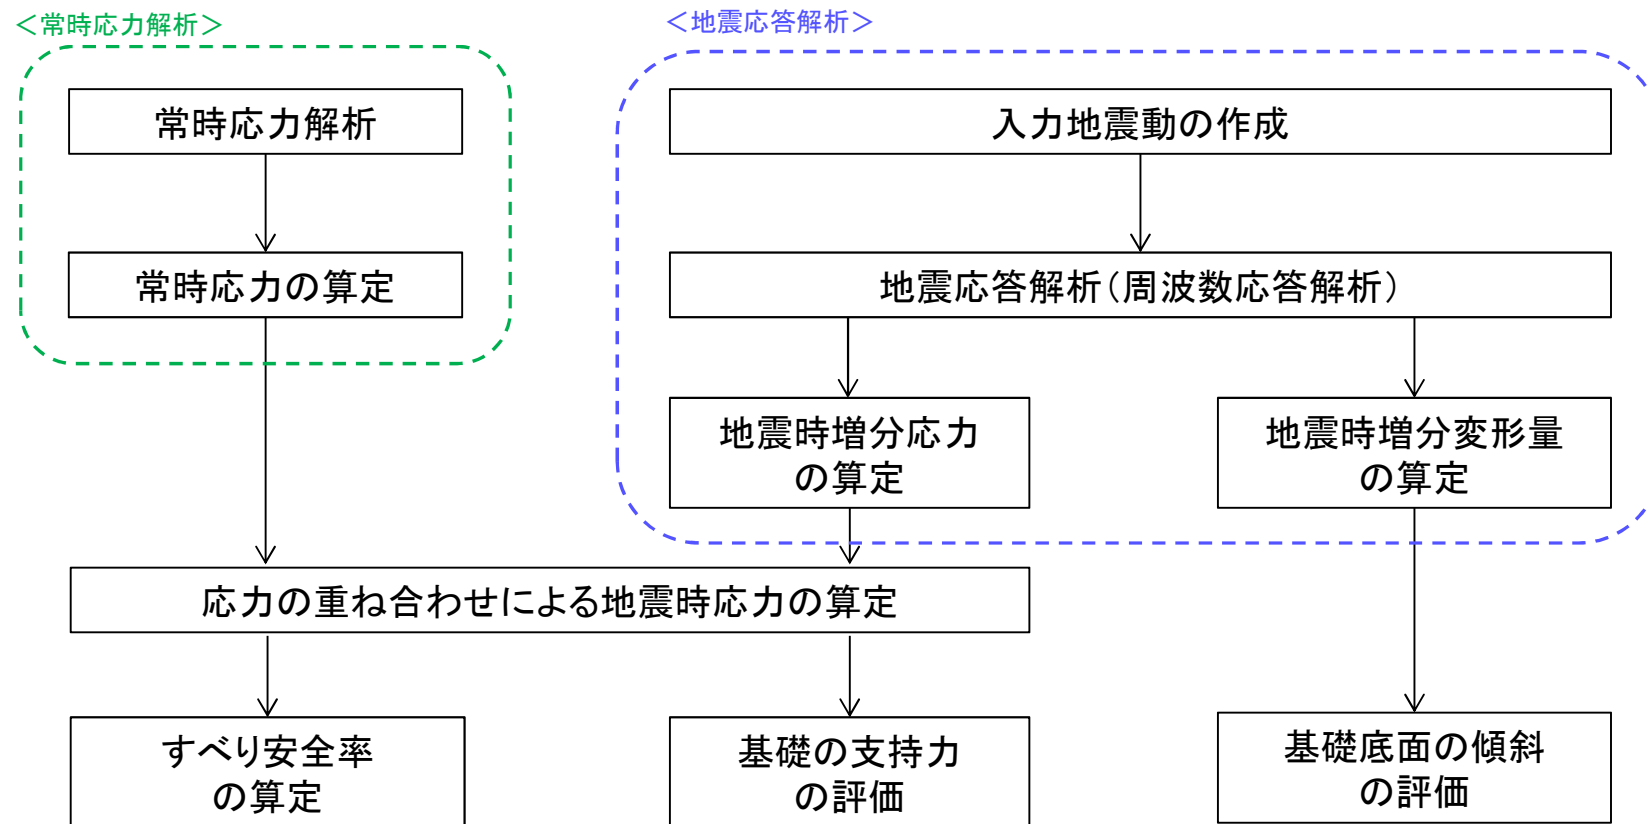 ＜常時応力解析＞
＜地震応答解析＞
常時応力解析
入力地震動の作成
常時応力の算定
地震応答解析（周波数応答解析）
地震時増分応力
の算定
地震時増分変形量
の算定
応力の重ね合わせによる地震時応力の算定
すべり安全率
の算定
基礎の支持力
の評価
基礎底面の傾斜
の評価